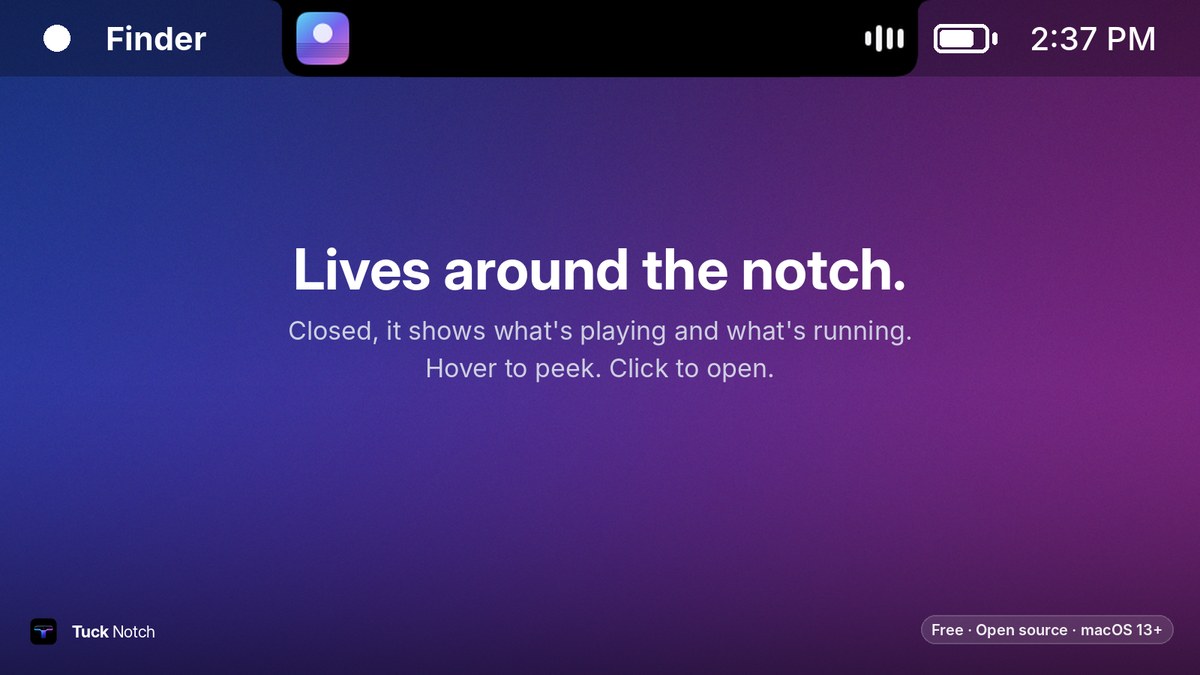 Finder
2:37 PM
Lives around the notch.
Closed, it shows what's playing and what's running.
Hover to peek. Click to open.
Tuck Notch
Free · Open source · macOS 13+